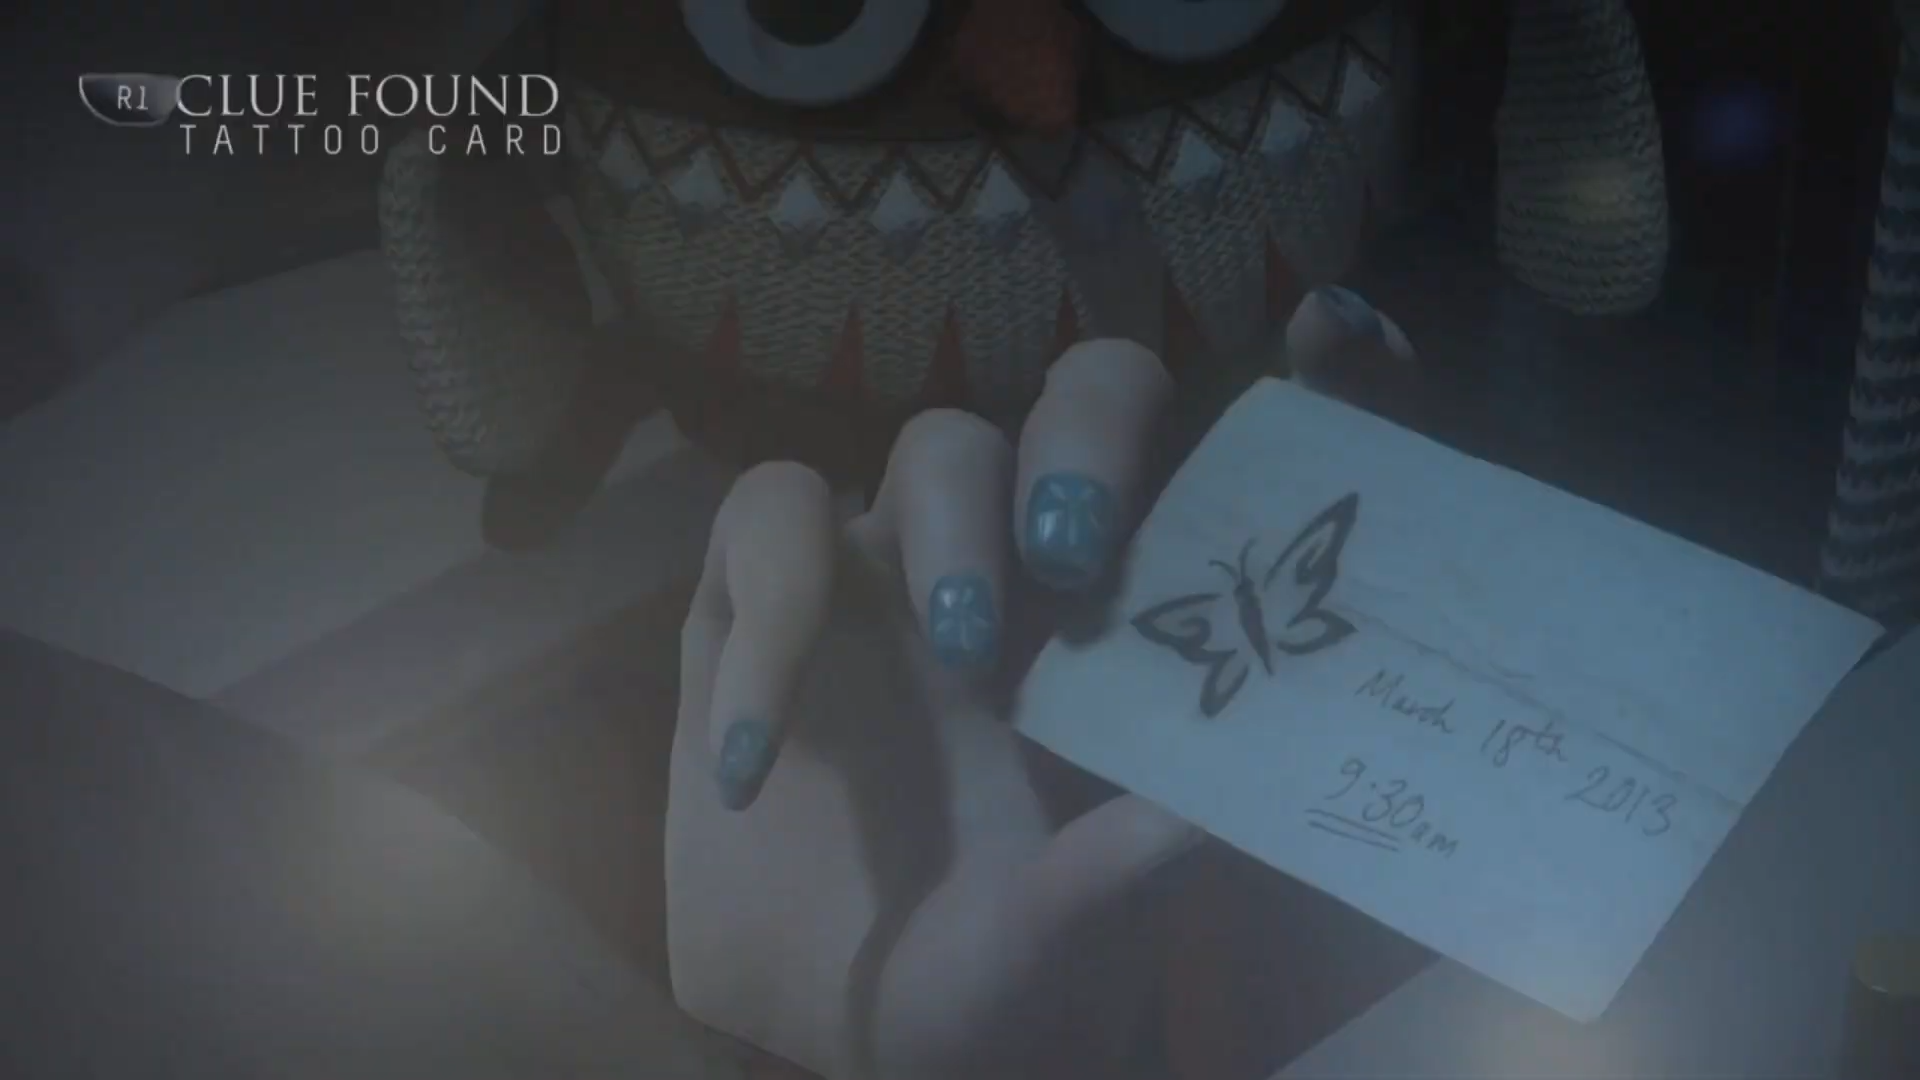 R1
CLUE FOUND
TATTOO CARD
March 18th 2013
9.30am